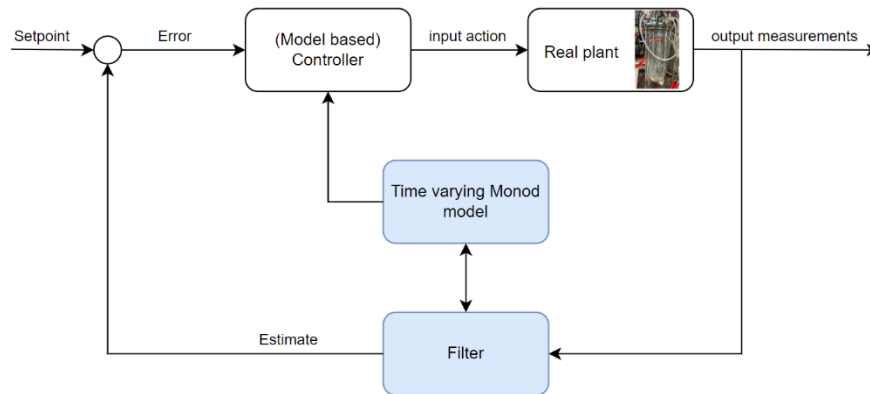 Setpoint
Error
(Model based)
Controller
input action
Real plant
output measurements
Time varying Monod
model
Estimate
Filter